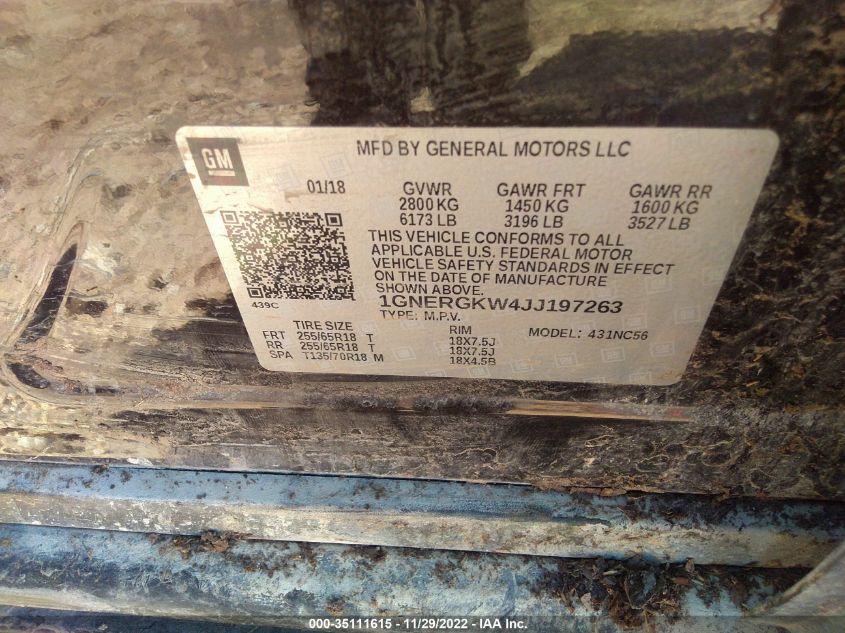 GM
MFD BY GENERAL MOTORS LLC
01/18 GVWR GAWR FRT GAWR RR
2800 KG 1450 KG 1600 KG
6173 LB 3196 LB 3527 LB
THIS VEHICLE CONFORMS TO ALL
APPLICABLE U.S. FEDERAL MOTOR
VEHICLE SAFETY STANDARDS IN EFFECT
ON THE DATE OF MANUFACTURE
SHOWN ABOVE.
439C 1GNERGKW4JJ197263
TYPE: M.P.V.
TIRE SIZE RIM MODEL: 431NC56
FRT 255/65R18 T 18X7.5J
RR 255/65R18 T 18X7.5J
SPA T135/70R18 M 18X4.5B
000-35111615 - 11/29/2022 - IAA Inc.